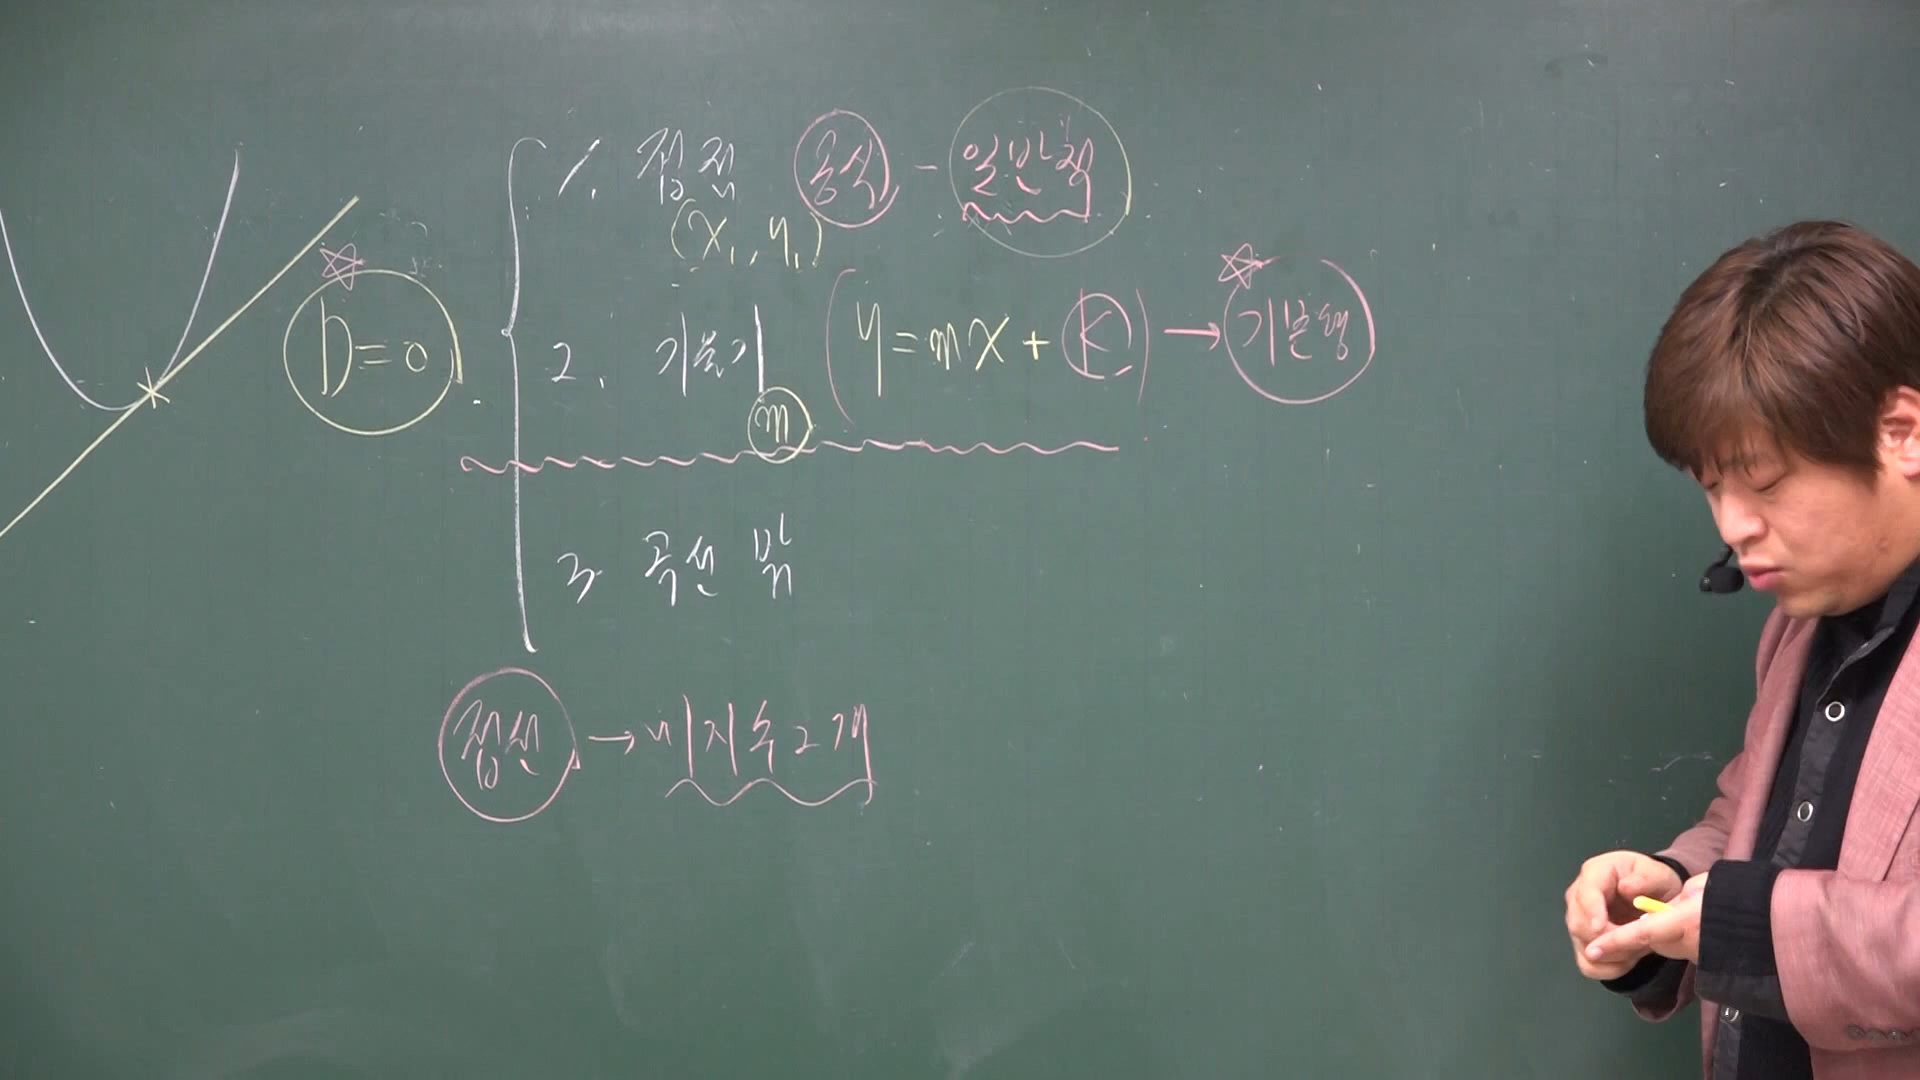 1. 접점 공식 - 일반형
(x₁, y₁)
D=0
2. 기울기 (y=mx+k) → 기본형
m
3. 곡선 밖
접선 → 미지수 2개